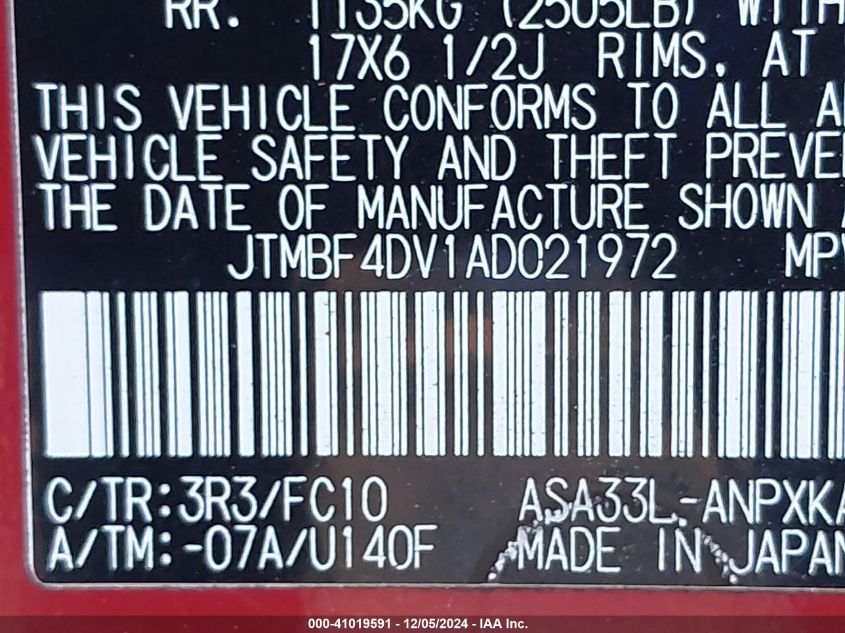 RR. 1135KG (2505LB) WITH
17X6 1/2J RIMS, AT
THIS VEHICLE CONFORMS TO ALL A
VEHICLE SAFETY AND THEFT PREVE
THE DATE OF MANUFACTURE SHOWN A
JTMBF4DV1AD021972 MPV
C/TR:3R3/FC10 ASA33L-ANPXKA
A/TM:-07A/U140F MADE IN JAPAN
000-41019591 - 12/05/2024 - IAA Inc.